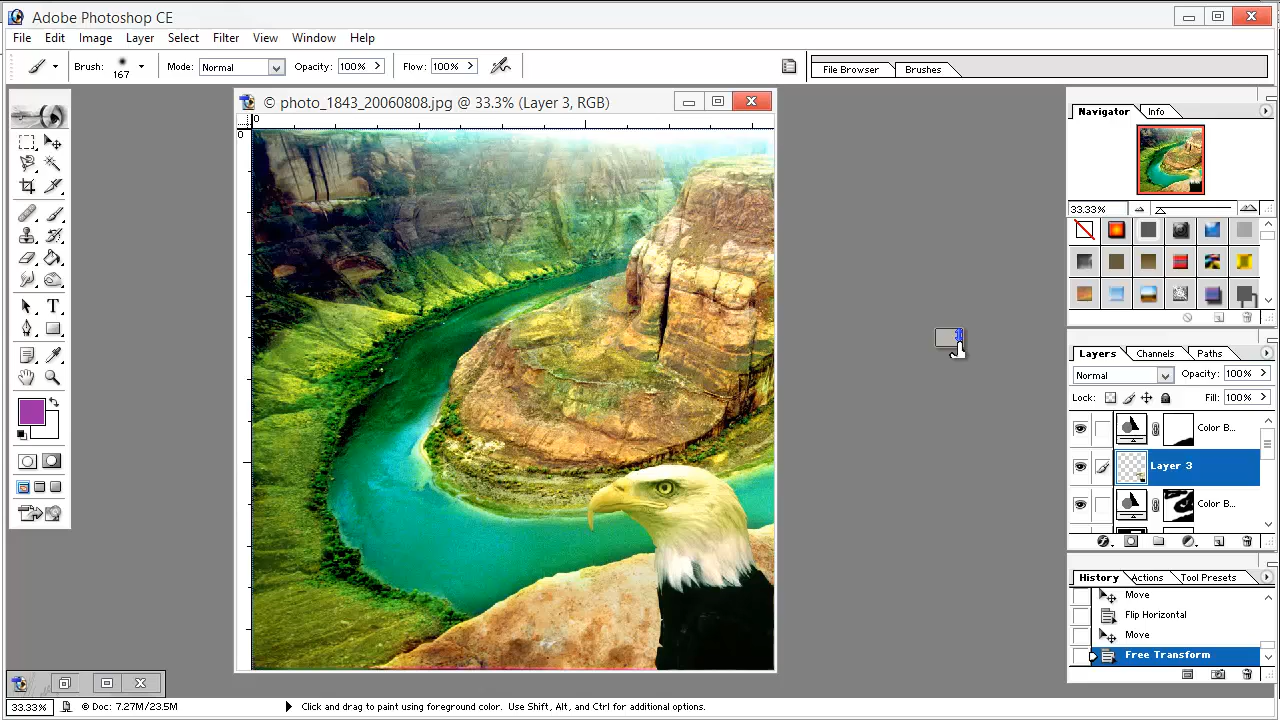 Adobe Photoshop CE
File Edit Image Layer Select Filter View Window Help
Brush: 167 Mode: Normal Opacity: 100% Flow: 100% File Browser Brushes
© photo_1843_20060808.jpg @ 33.3% (Layer 3, RGB)
0
0
Navigator Info
33.33%
Layers Channels Paths
Normal Opacity: 100%
Lock: Fill: 100%
Color B...
Layer 3
Color B...
History Actions Tool Presets
Move
Flip Horizontal
Move
Free Transform
33.33% © Doc: 7.27M/23.5M Click and drag to paint using foreground color. Use Shift, Alt, and Ctrl for additional options.